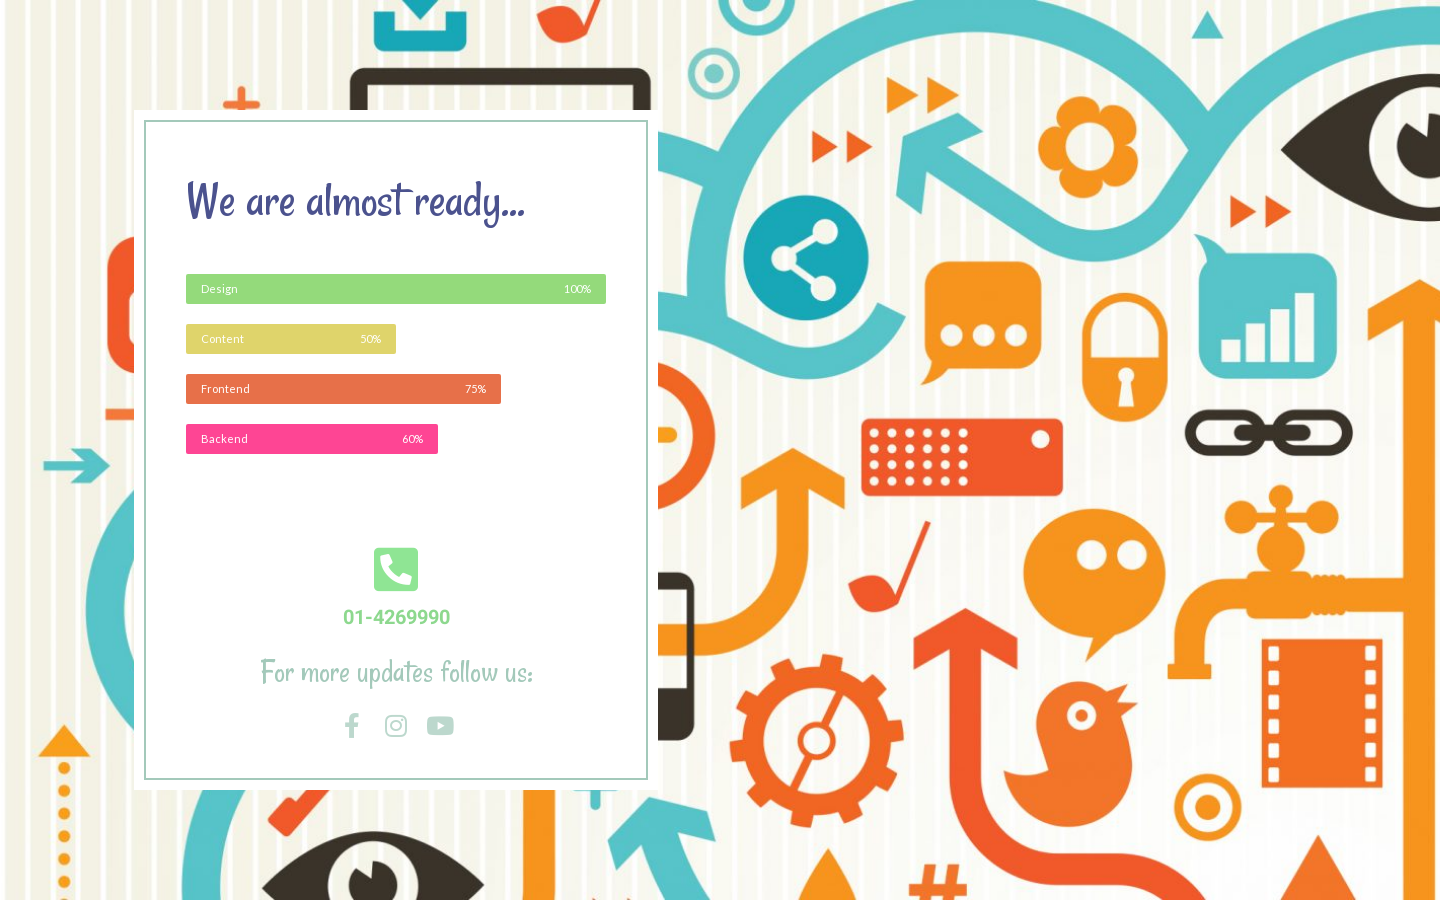 We are almost ready...
Design 100%
Content 50%
Frontend 75%
Backend 60%
01-4269990
For more updates follow us:
#